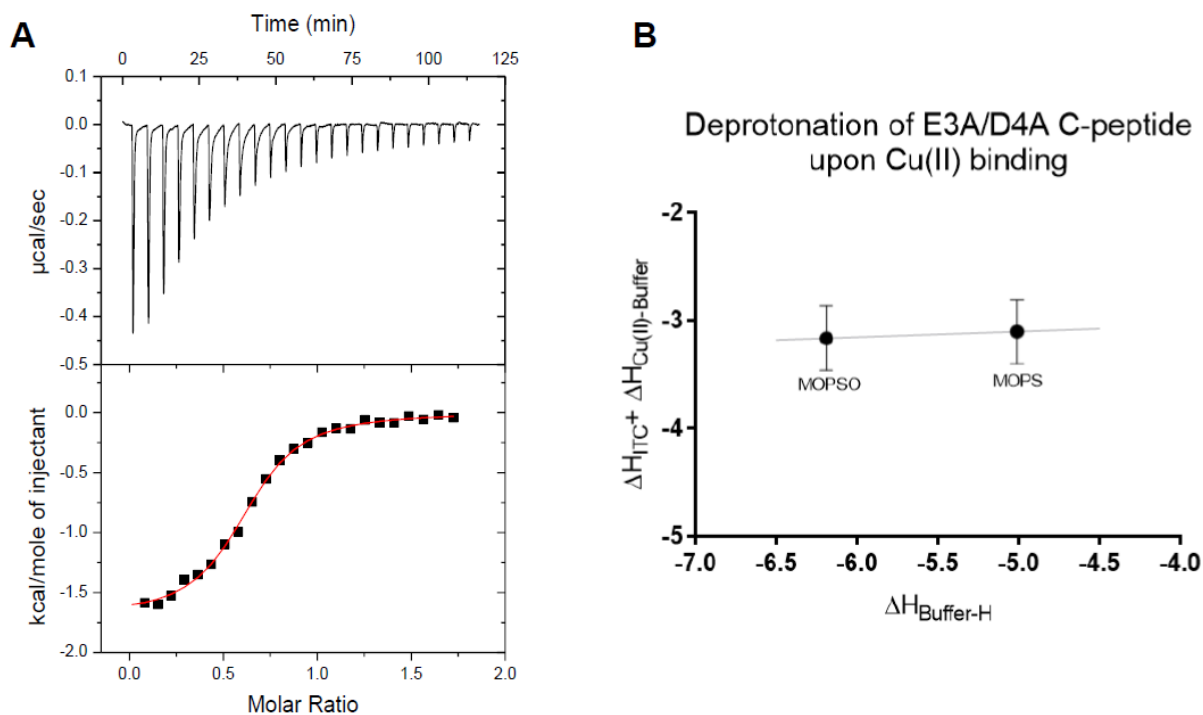 A
Time (min)
0 25 50 75 100 125
0.1
0.0
-0.1
-0.2
-0.3
-0.4
-0.5
µcal/sec
0.0
-0.5
-1.0
-1.5
-2.0
kcal/mole of injectant
0.0 0.5 1.0 1.5 2.0
Molar Ratio
B
Deprotonation of E3A/D4A C-peptide
upon Cu(II) binding
-2
-3
-4
-5
ΔH_ITC + ΔH_Cu(II)-Buffer
MOPSO
MOPS
-7.0 -6.5 -6.0 -5.5 -5.0 -4.5 -4.0
ΔH_Buffer-H